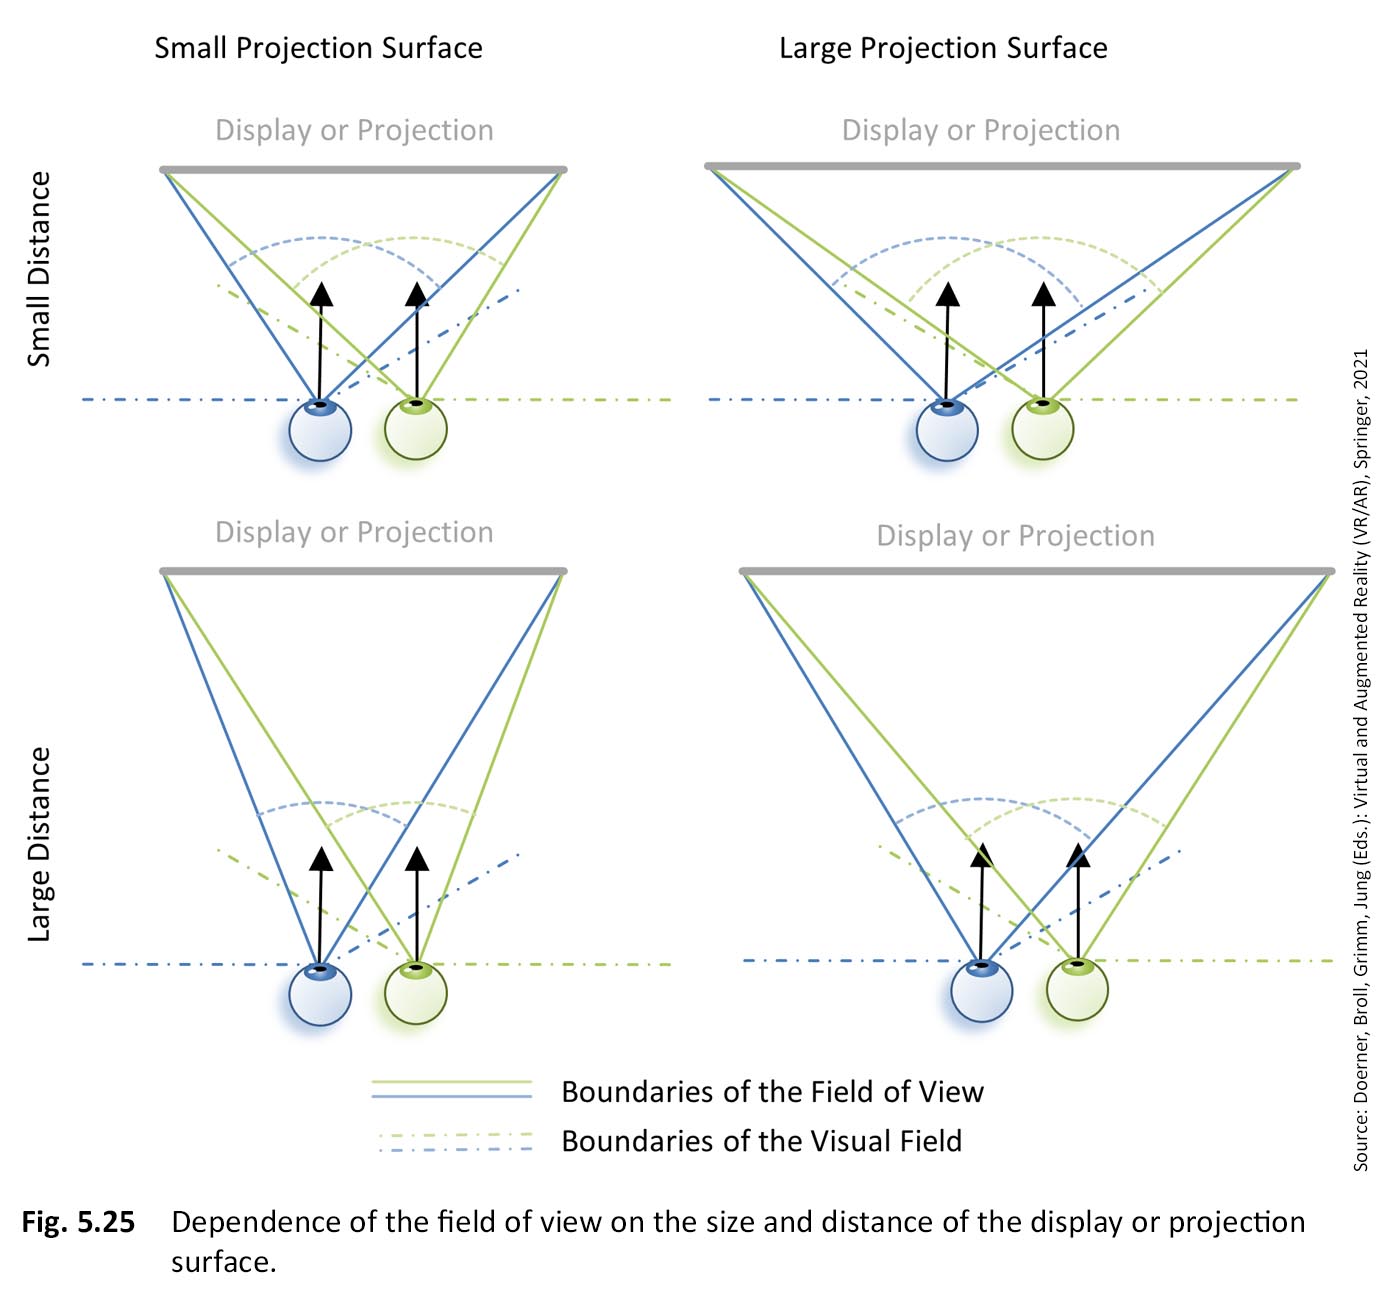 Small Projection Surface
Large Projection Surface
Display or Projection
Display or Projection
Small Distance
Display or Projection
Display or Projection
Large Distance
Boundaries of the Field of View
Boundaries of the Visual Field
Source: Doerner, Broll, Grimm, Jung (Eds.): Virtual and Augmented Reality (VR/AR), Springer, 2021
Fig. 5.25 Dependence of the field of view on the size and distance of the display or projection
surface.